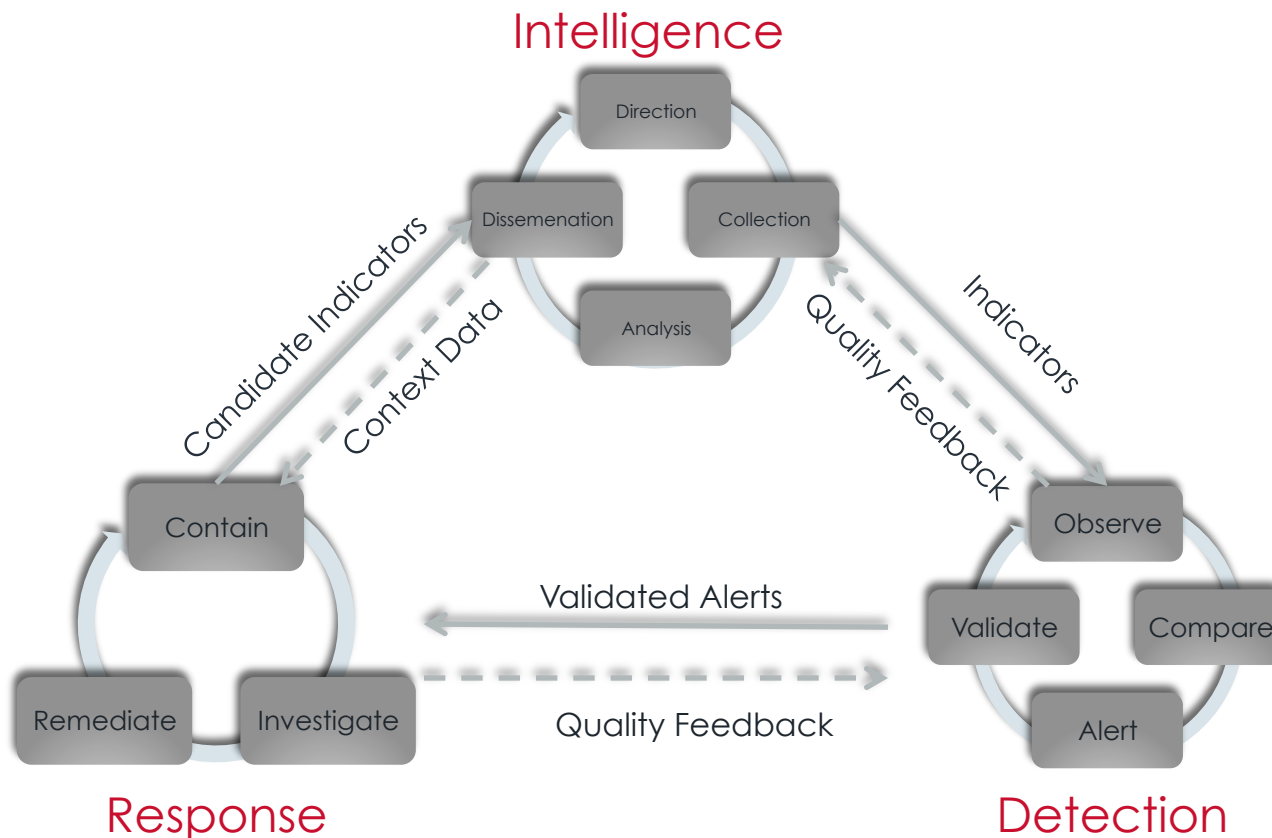 Intelligence
Direction
Dissemenation
Collection
Analysis
Candidate Indicators
Context Data
Indicators
Quality Feedback
Contain
Remediate
Investigate
Response
Validated Alerts
Quality Feedback
Observe
Validate
Compare
Alert
Detection